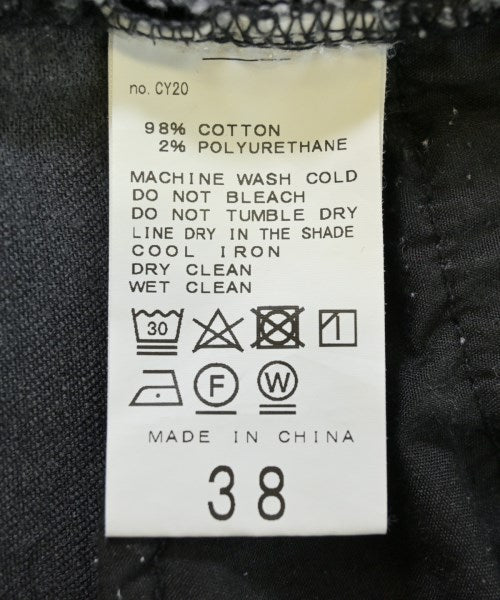 no. CY20
98% COTTON
2% POLYURETHANE
MACHINE WASH COLD
DO NOT BLEACH
DO NOT TUMBLE DRY
LINE DRY IN THE SHADE
COOL IRON
DRY CLEAN
WET CLEAN
30
F W
MADE IN CHINA
38